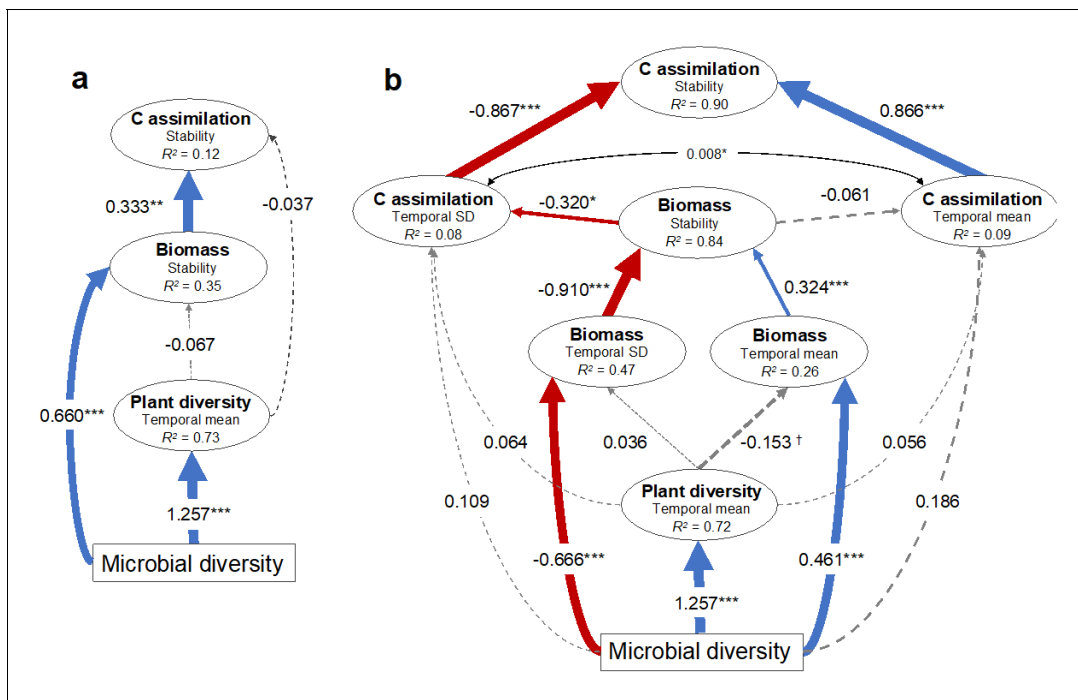 a
C assimilation
Stability
R² = 0.12
0.333**
-0.037
Biomass
Stability
R² = 0.35
-0.067
0.660***
Plant diversity
Temporal mean
R² = 0.73
1.257***
Microbial diversity
b
C assimilation
Stability
R² = 0.90
-0.867***
0.866***
0.008*
C assimilation
Temporal SD
R² = 0.08
-0.320*
Biomass
Stability
R² = 0.84
-0.061
C assimilation
Temporal mean
R² = 0.09
-0.910***
0.324***
Biomass
Temporal SD
R² = 0.47
Biomass
Temporal mean
R² = 0.26
0.064
0.036
-0.153 †
0.056
0.109
Plant diversity
Temporal mean
R² = 0.72
0.186
-0.666***
0.461***
1.257***
Microbial diversity